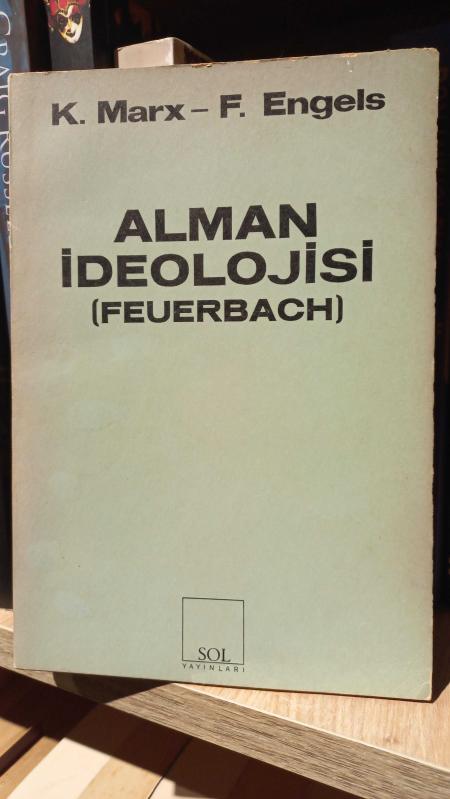 K. Marx – F. Engels
ALMAN
İDEOLOJİSİ
(FEUERBACH)
SOL
YAYINLARI